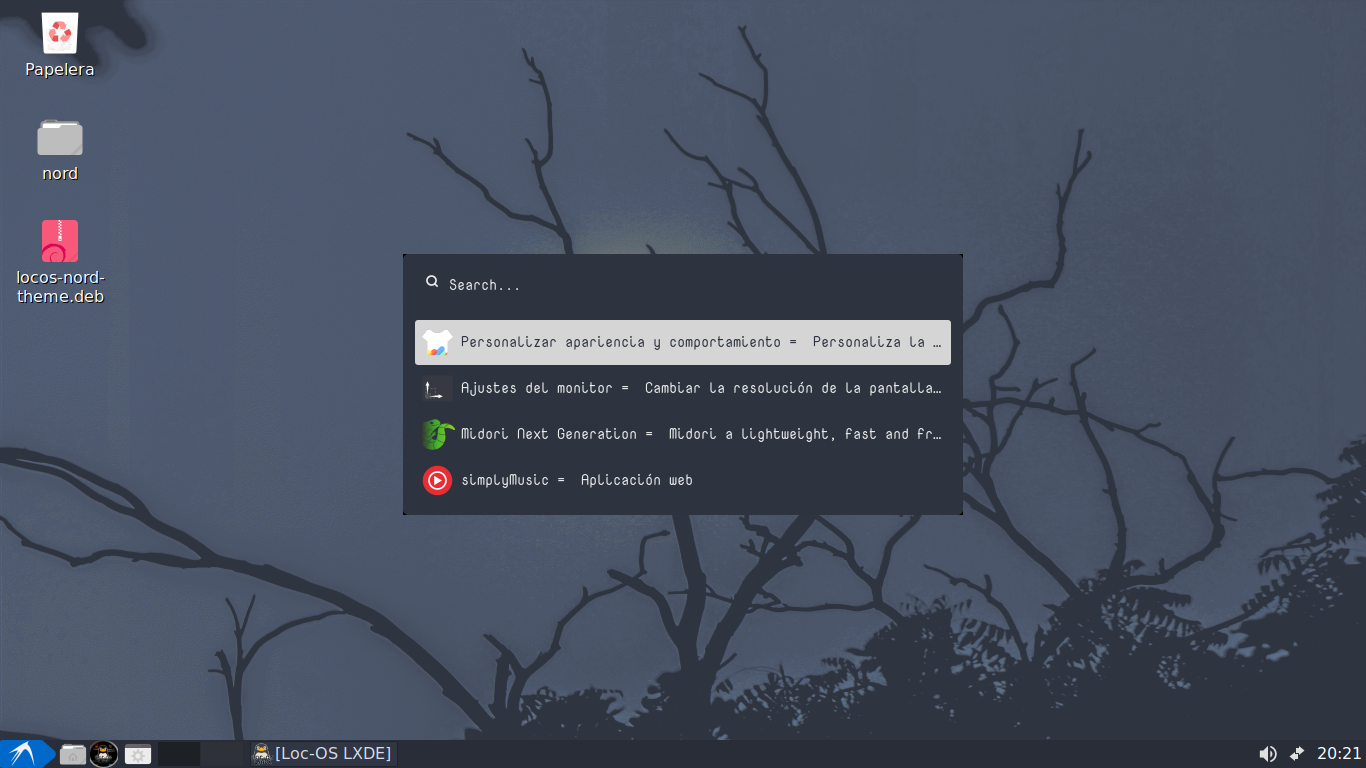 Papelera
nord
locos-nord-
theme.deb
Search...
Personalizar apariencia y comportamiento =  Personaliza la …
Ajustes del monitor =  Cambiar la resolución de la pantalla…
Midori Next Generation =  Midori a lightweight, fast and fr…
simplyMusic =  Aplicación web
[Loc-OS LXDE]
20:21